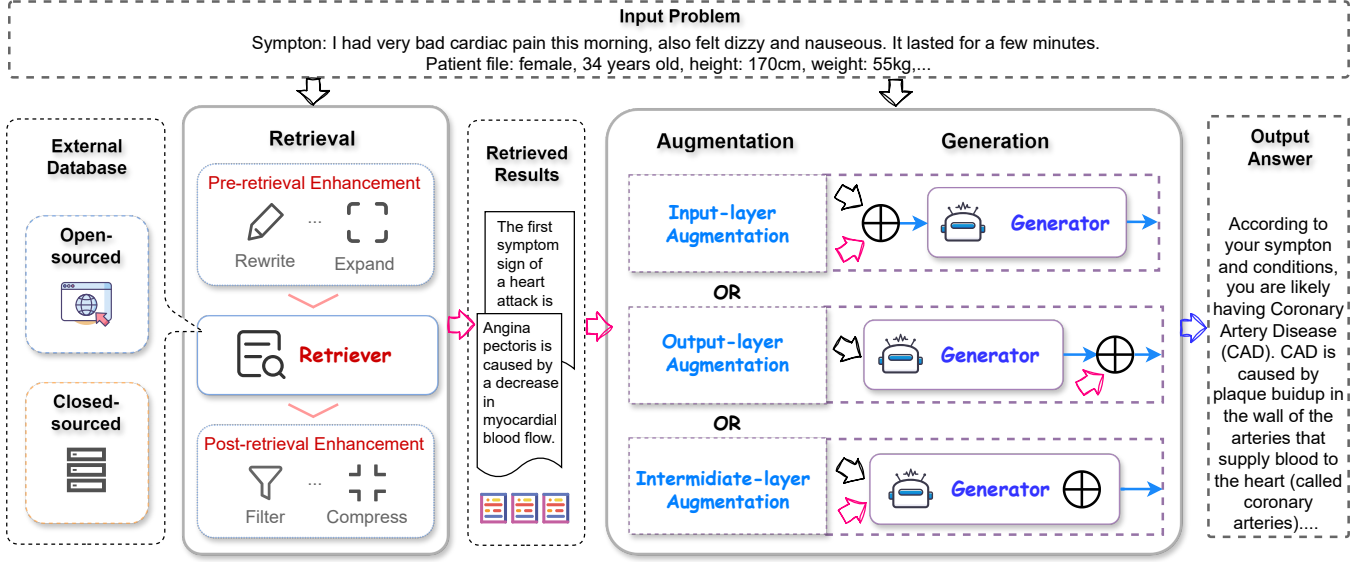 Input Problem
Sympton: I had very bad cardiac pain this morning, also felt dizzy and nauseous. It lasted for a few minutes.
Patient file: female, 34 years old, height: 170cm, weight: 55kg,...
External
Database
Open-
sourced
Closed-
sourced
Retrieval
Pre-retrieval Enhancement
...
Rewrite
Expand
Retriever
Post-retrieval Enhancement
...
Filter
Compress
Retrieved
Results
The first
symptom
sign of
a heart
attack is
Angina
pectoris is
caused by
a decrease
in
myocardial
blood flow.
Augmentation
Generation
Input-layer
Augmentation
Generator
OR
Output-layer
Augmentation
Generator
OR
Intermidiate-layer
Augmentation
Generator
Output
Answer
According to
your sympton
and conditions,
you are likely
having Coronary
Artery Disease
(CAD). CAD is
caused by
plaque buidup in
the wall of the
arteries that
supply blood to
the heart (called
coronary
arteries)....